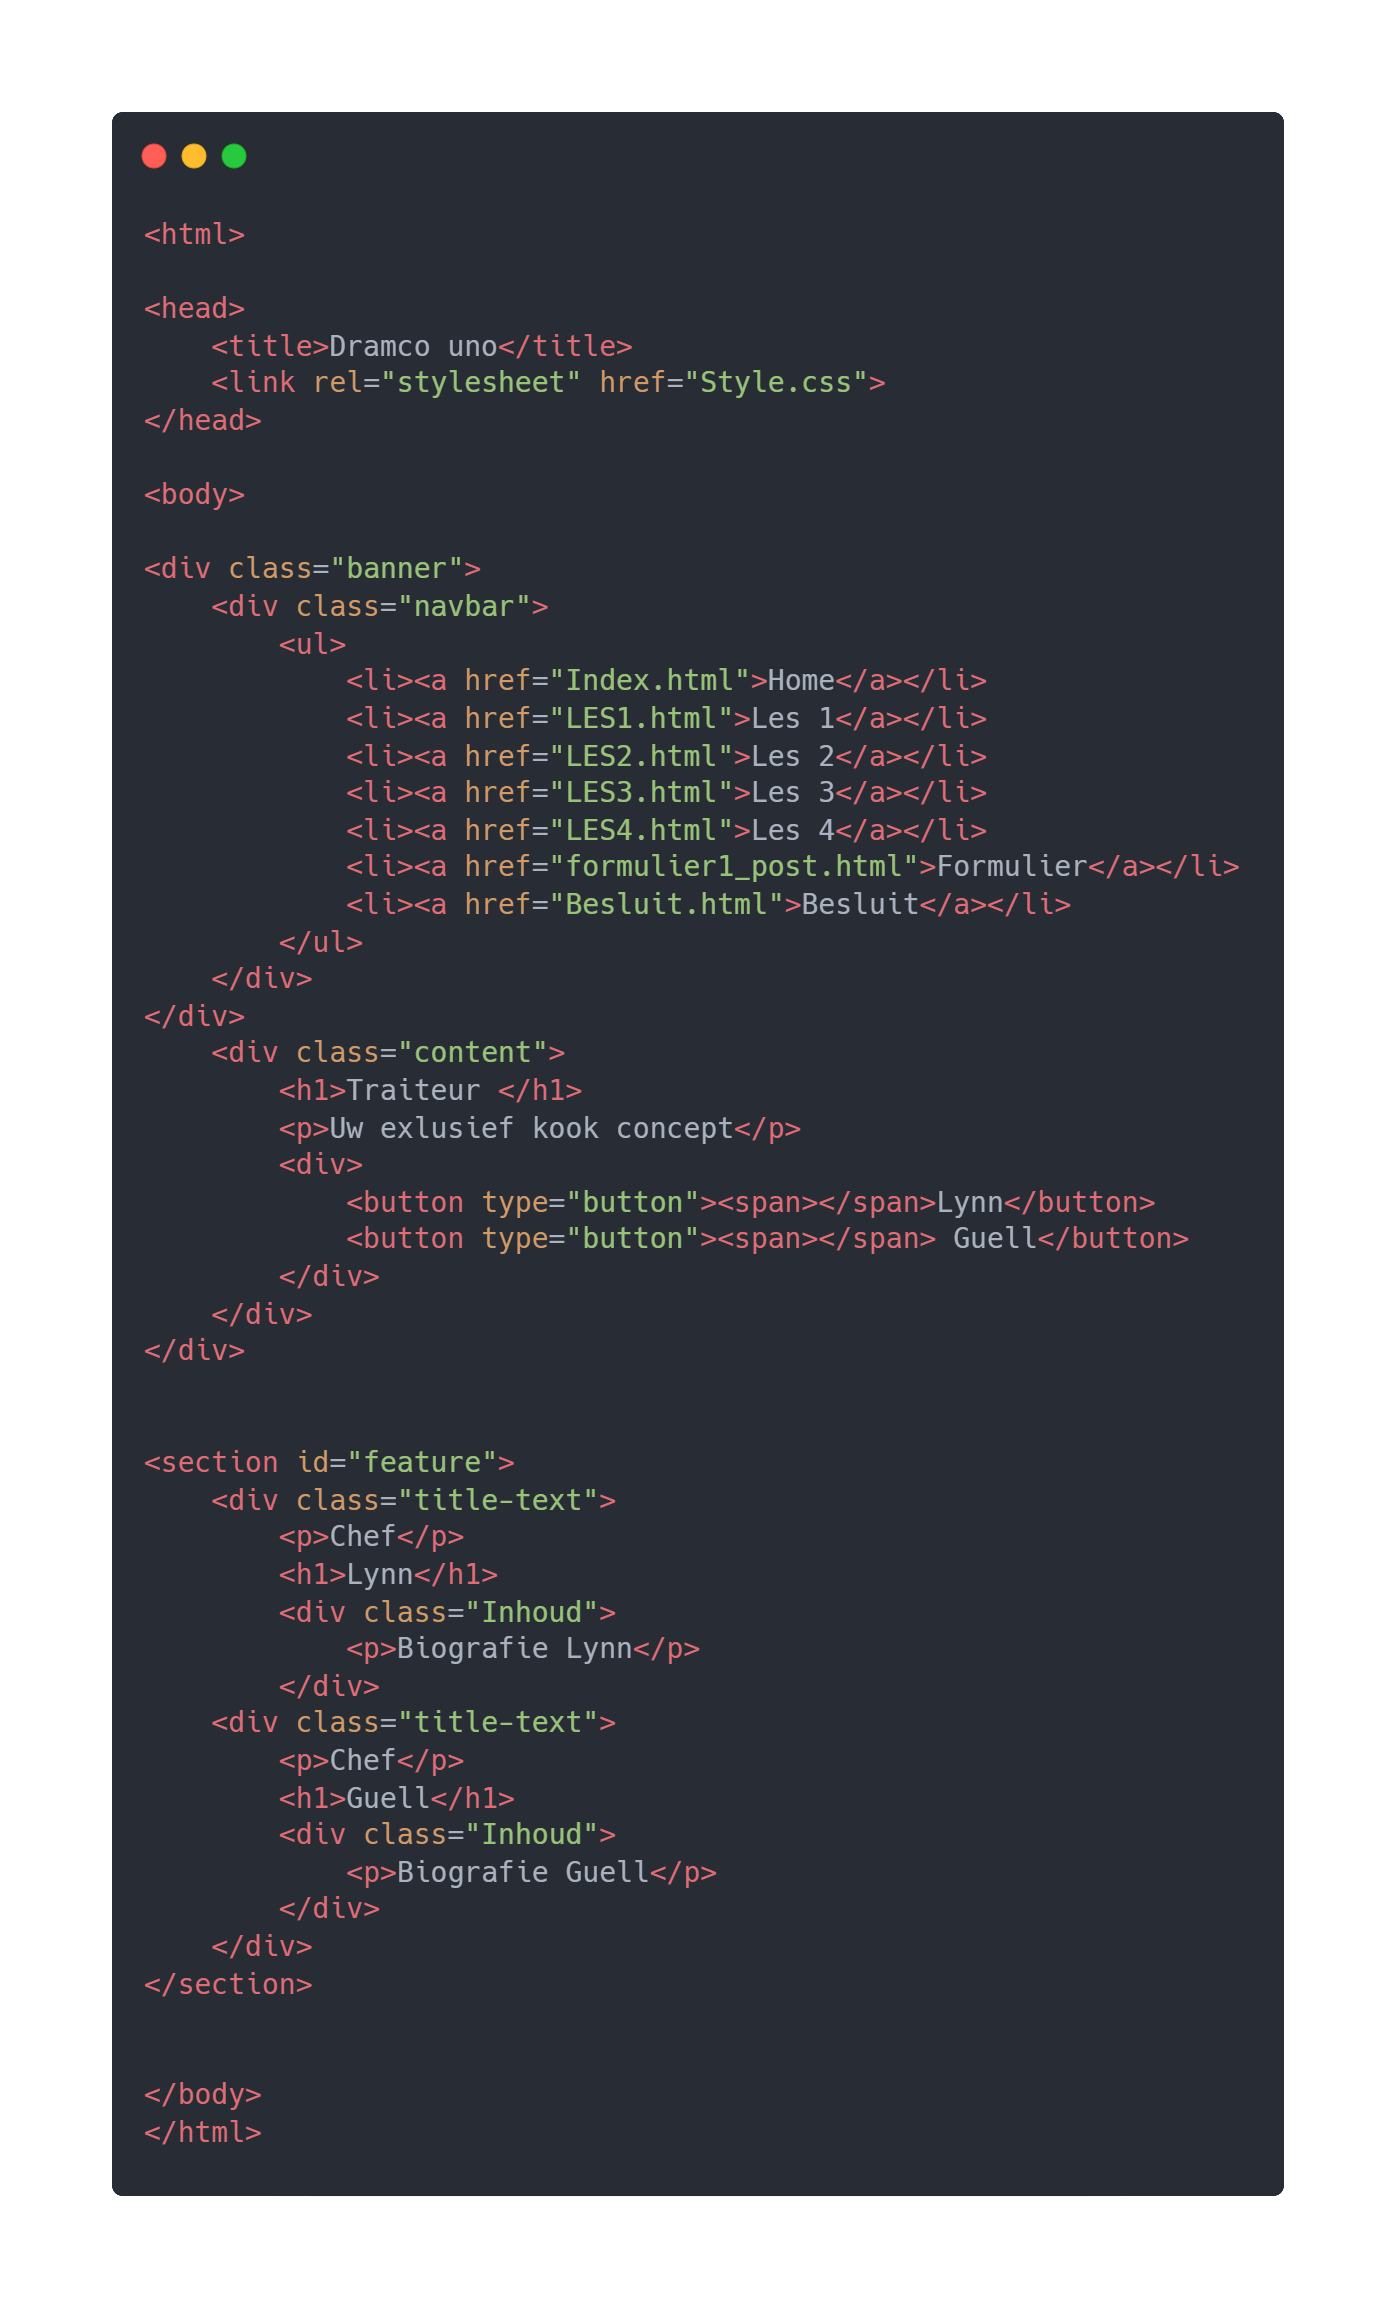 <html>

<head>
    <title>Dramco uno</title>
    <link rel="stylesheet" href="Style.css">
</head>

<body>

<div class="banner">
    <div class="navbar">
        <ul>
            <li><a href="Index.html">Home</a></li>
            <li><a href="LES1.html">Les 1</a></li>
            <li><a href="LES2.html">Les 2</a></li>
            <li><a href="LES3.html">Les 3</a></li>
            <li><a href="LES4.html">Les 4</a></li>
            <li><a href="formulier1_post.html">Formulier</a></li>
            <li><a href="Besluit.html">Besluit</a></li>
        </ul>
    </div>
</div>
    <div class="content">
        <h1>Traiteur </h1>
        <p>Uw exlusief kook concept</p>
        <div>
            <button type="button"><span></span>Lynn</button>
            <button type="button"><span></span> Guell</button>
        </div>
    </div>
</div>


<section id="feature">
    <div class="title-text">
        <p>Chef</p>
        <h1>Lynn</h1>
        <div class="Inhoud">
            <p>Biografie Lynn</p>
        </div>
    <div class="title-text">
        <p>Chef</p>
        <h1>Guell</h1>
        <div class="Inhoud">
            <p>Biografie Guell</p>
        </div>
    </div>
</section>


</body>
</html>